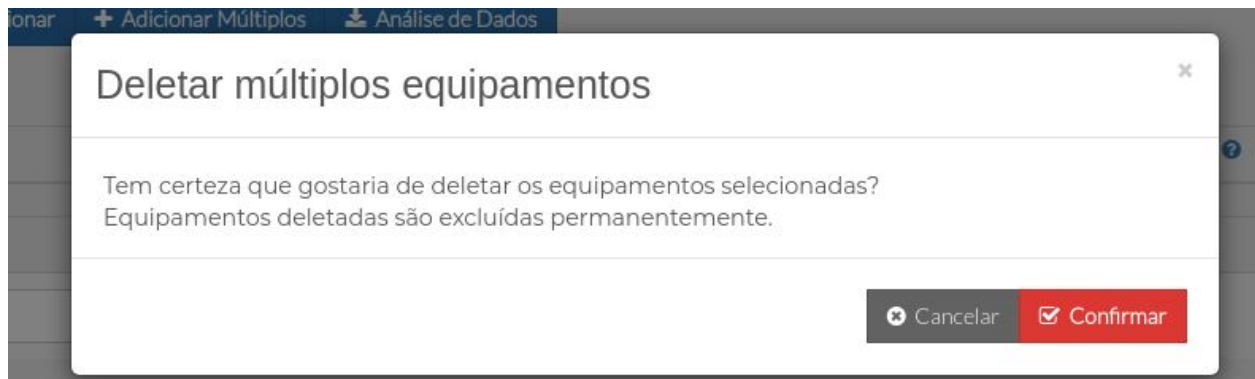 ionar
Adicionar Múltiplos
Análise de Dados
Deletar múltiplos equipamentos
Tem certeza que gostaria de deletar os equipamentos selecionadas?
Equipamentos deletadas são excluídas permanentemente.
Cancelar
Confirmar